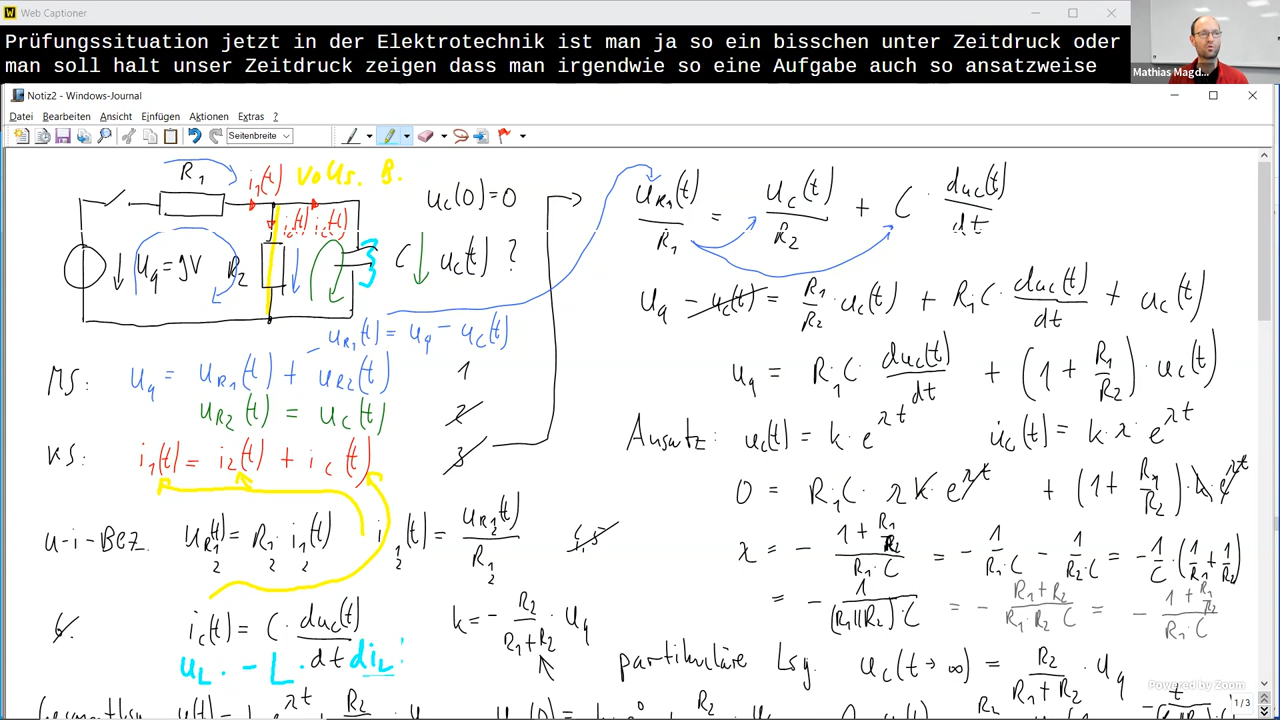 Web Captioner
Prüfungssituation jetzt in der Elektrotechnik ist man ja so ein bisschen unter Zeitdruck oder
man soll halt unser Zeitdruck zeigen dass man irgendwie so eine Aufgabe auch so ansatzweise
Mathias Magd...
Notiz2 - Windows-Journal
Datei Bearbeiten Ansicht Einfügen Aktionen Extras ?
Seitenbreite
R1 i1(t) volls. B.
uc(0)=0
i2(t) ic(t)
uq = 9V R2 C uc(t) ?
uR1(t) = uq - uc(t)
MS: uq = uR1(t) + uR2(t) 1
uR2(t) = uc(t) 2
KS: i1(t) = i2(t) + ic(t) 3
u-i-Bez. uR1/2(t) = R1/2 · i1/2(t) i1/2(t) = uR1/2(t) / R1/2 4,5
6. ic(t) = C · duc(t)/dt k = - R2/(R1+R2) · uq
uL · - L · diL
uR1(t)/R1 = uc(t)/R2 + C · duc(t)/dt
uq - uc(t) = R1/R2 · uc(t) + R1C · duc(t)/dt + uc(t)
uq = R1C · duc(t)/dt + (1 + R1/R2) · uc(t)
Ansatz: uc(t) = k · e^λt u̇c(t) = k · λ · e^λt
0 = R1C · λ k · e^λt + (1 + R1/R2) · k · e^λt
λ = - (1 + R1/R2)/(R1·C) = - 1/(R1·C) - 1/(R2·C) = - 1/C · (1/R1 + 1/R2)
= - 1/((R1||R2)·C) = - (R1+R2)/(R1·R2 C) = - (1 + R1/R2)/(R1·C)
partikuläre Lsg. uc(t→∞) = R2/(R1+R2) · uq
Powered by Zoom
1/3